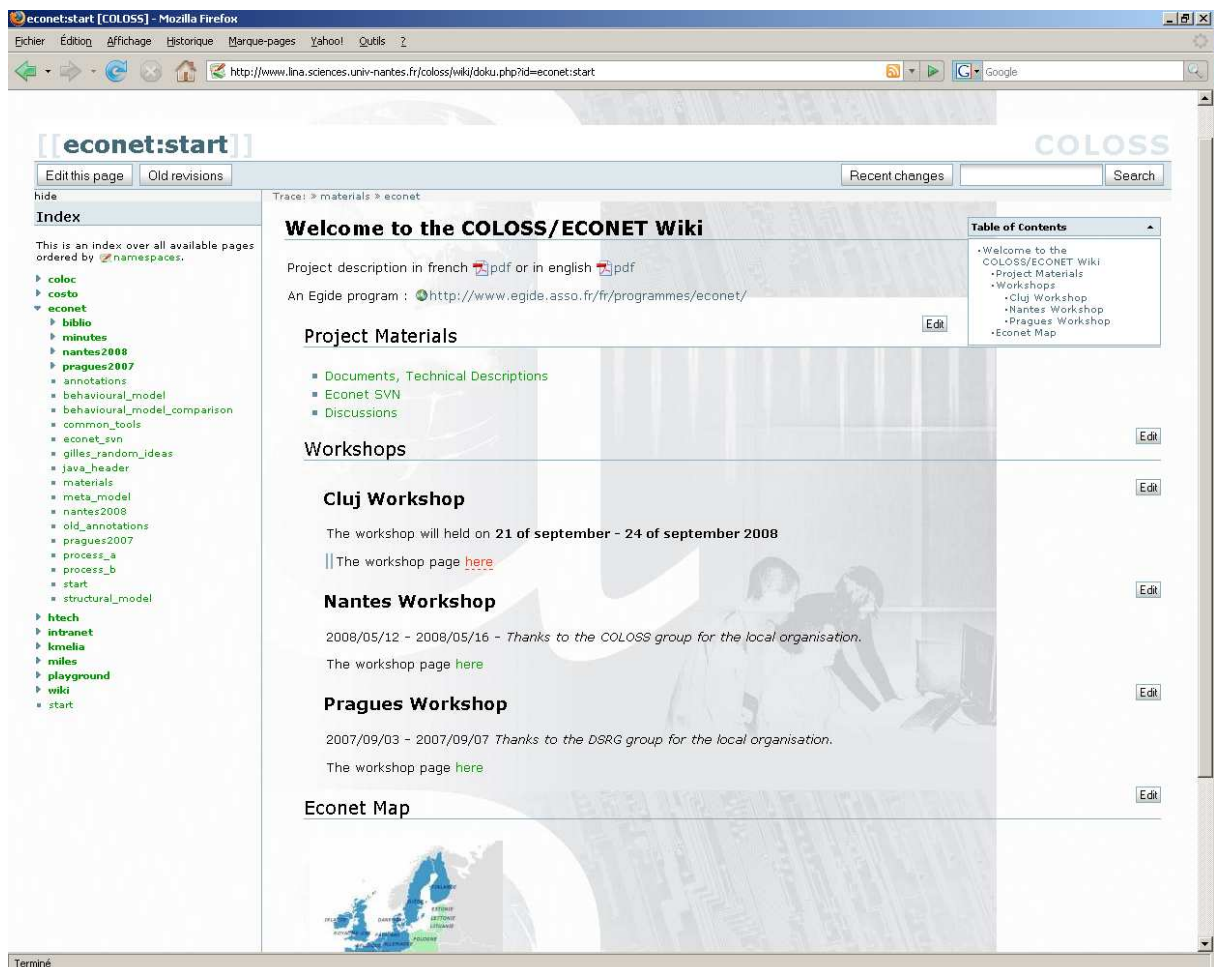 econet:start [COLOSS] - Mozilla Firefox
Fichier Édition Affichage Historique Marque-pages Yahoo! Outils ?
http://www.lina.sciences.univ-nantes.fr/coloss/wiki/doku.php?id=econet:start
G Google
[[econet:start]]
COLOSS
Edit this page Old revisions
Recent changes Search
hide
Index
This is an index over all available pages
ordered by namespaces.
coloc
costo
econet
biblio
minutes
nantes2008
pragues2007
annotations
behavioural_model
behavioural_model_comparison
common_tools
econet_svn
gilles_random_ideas
java_header
materials
meta_model
nantes2008
old_annotations
pragues2007
process_a
process_b
start
structural_model
htech
intranet
kmelia
miles
playground
wiki
start
Trace: » materials » econet
Welcome to the COLOSS/ECONET Wiki
Project description in french pdf or in english pdf
An Egide program : http://www.egide.asso.fr/fr/programmes/econet/
Edit
Project Materials
Documents, Technical Descriptions
Econet SVN
Discussions
Edit
Workshops
Edit
Cluj Workshop
The workshop will held on 21 of september - 24 of september 2008
The workshop page here
Edit
Nantes Workshop
2008/05/12 - 2008/05/16 - Thanks to the COLOSS group for the local organisation.
The workshop page here
Edit
Pragues Workshop
2007/09/03 - 2007/09/07 Thanks to the DSRG group for the local organisation.
The workshop page here
Edit
Econet Map
FINLANDE
ESTONIE
LETTONIE
LITUANIE
POLOGNE
Table of Contents
Welcome to the
COLOSS/ECONET Wiki
Project Materials
Workshops
Cluj Workshop
Nantes Workshop
Pragues Workshop
Econet Map
Terminé